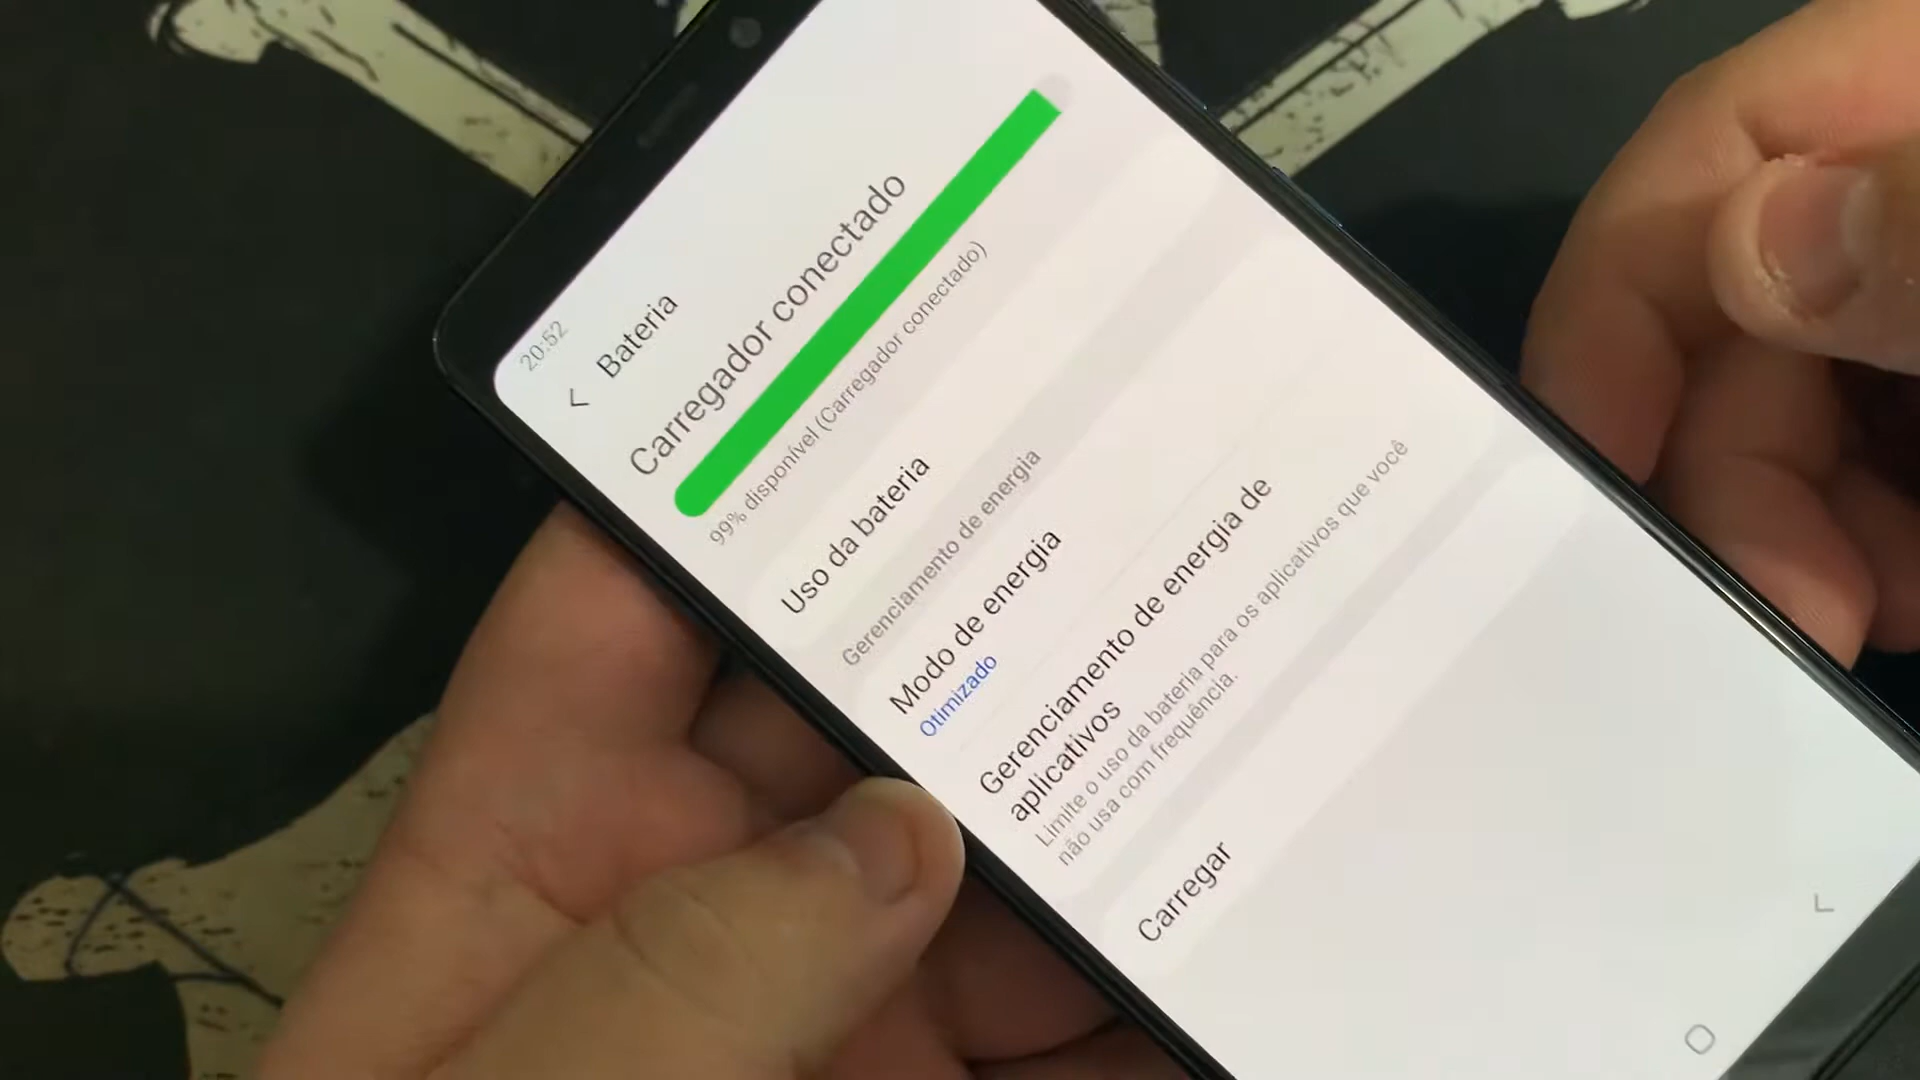 20:52
Bateria
Carregador conectado
99% disponível (Carregador conectado)
Uso da bateria
Gerenciamento de energia
Modo de energia
Otimizado
Gerenciamento de energia de
aplicativos
Limite o uso da bateria para os aplicativos que você
não usa com frequência.
Carregar